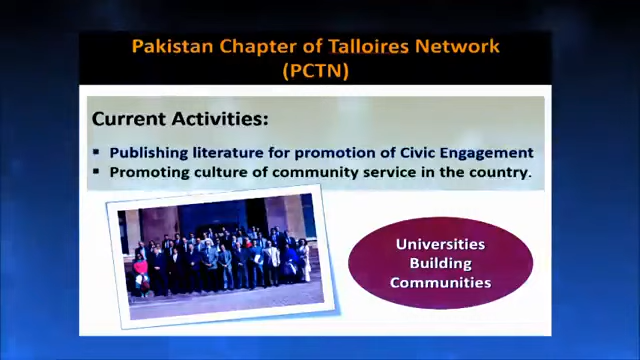 Pakistan Chapter of Talloires Network
(PCTN)
Current Activities:
▪ Publishing literature for promotion of Civic Engagement
▪ Promoting culture of community service in the country.
Universities
Building
Communities